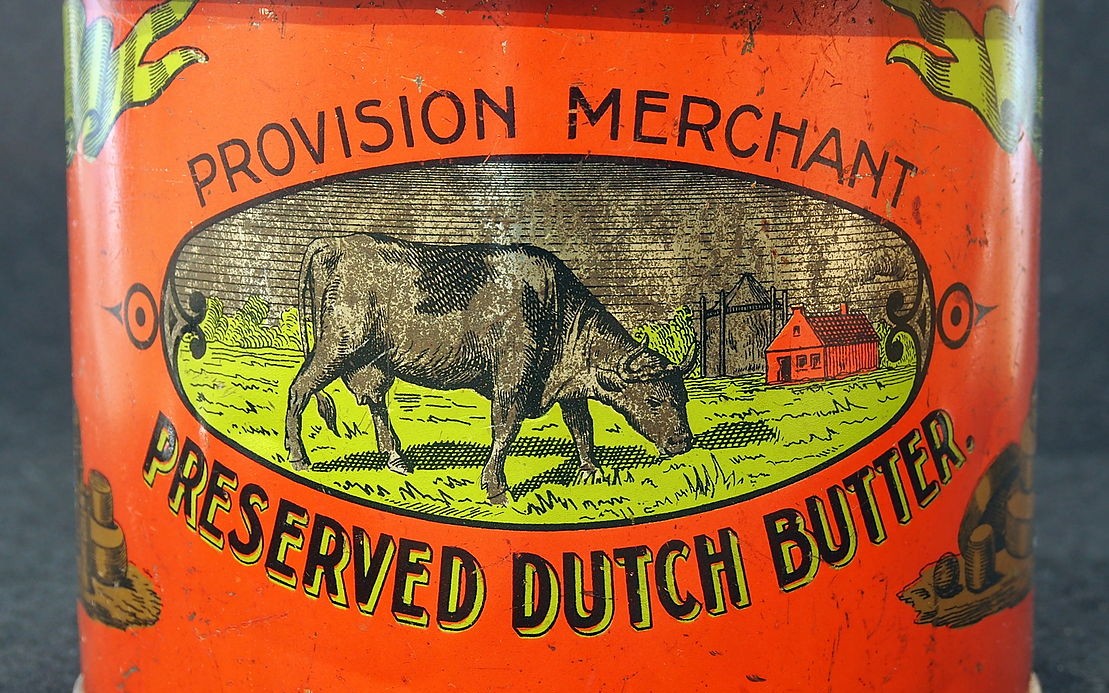 PROVISION MERCHANT
PRESERVED DUTCH BUTTER.